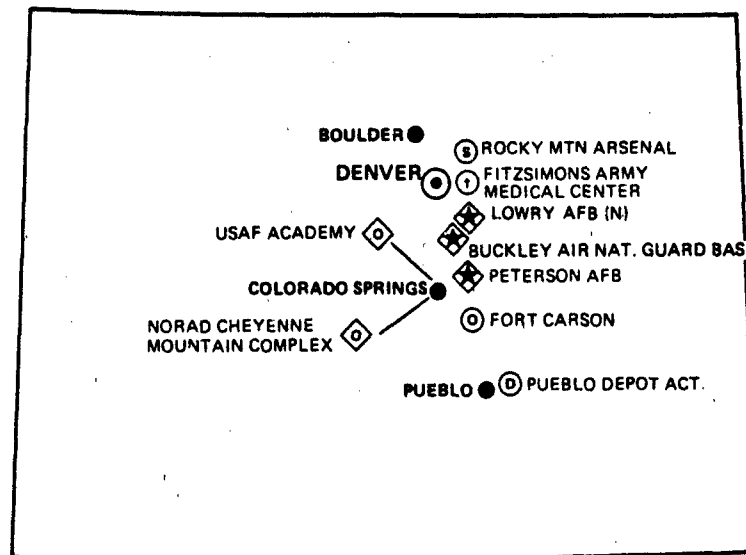 BOULDER
S ROCKY MTN ARSENAL
DENVER
† FITZSIMONS ARMY
MEDICAL CENTER
LOWRY AFB (N)
USAF ACADEMY O
BUCKLEY AIR NAT. GUARD BAS
PETERSON AFB
COLORADO SPRINGS
O FORT CARSON
NORAD CHEYENNE
MOUNTAIN COMPLEX O
PUEBLO
D PUEBLO DEPOT ACT.